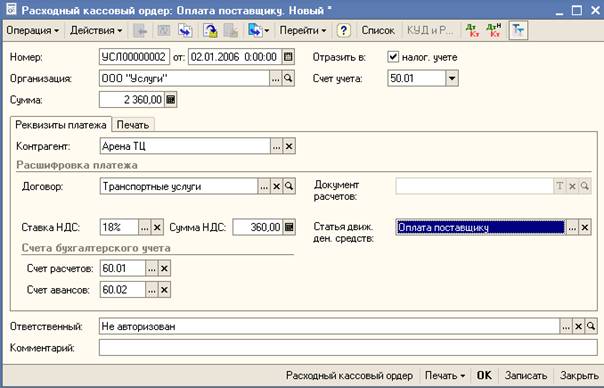 Расходный кассовый ордер: Оплата поставщику. Новый *
Операция Действия Перейти ? Список КУД и Р... Дт Кт Дт Н Кт Тт
Номер: УСЛ00000002 от: 02.01.2006 0:00:00 Отразить в: налог. учете
Организация: ООО "Услуги" Счет учета: 50.01
Сумма: 2 360,00
Реквизиты платежа Печать
Контрагент: Арена ТЦ
Расшифровка платежа
Договор: Транспортные услуги Документ расчетов: T
Ставка НДС: 18% Сумма НДС: 360,00 Статья движ. ден. средств: Оплата поставщику
Счета бухгалтерского учета
Счет расчетов: 60.01
Счет авансов: 60.02
Ответственный: Не авторизован
Комментарий:
Расходный кассовый ордер Печать OK Записать Закрыть